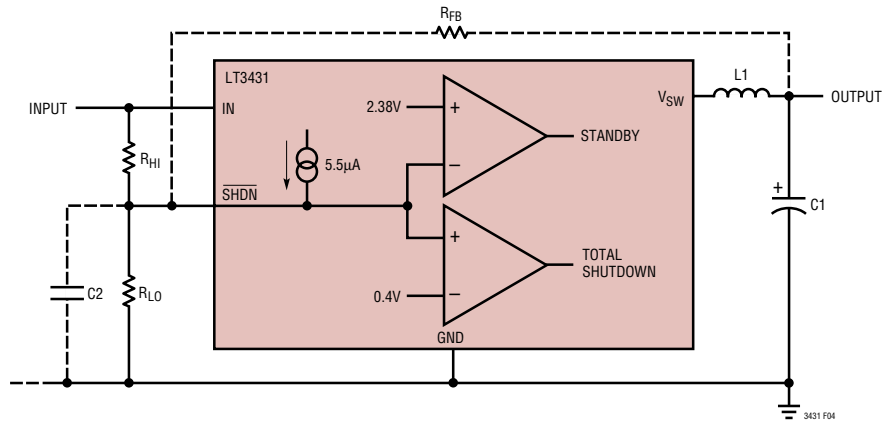 RFB
LT3431
L1
INPUT
IN
VSW
OUTPUT
2.38V
+
STANDBY
–
RHI
5.5µA
SHDN
+
C1
+
TOTAL
SHUTDOWN
C2
RLO
0.4V
–
GND
3431 F04